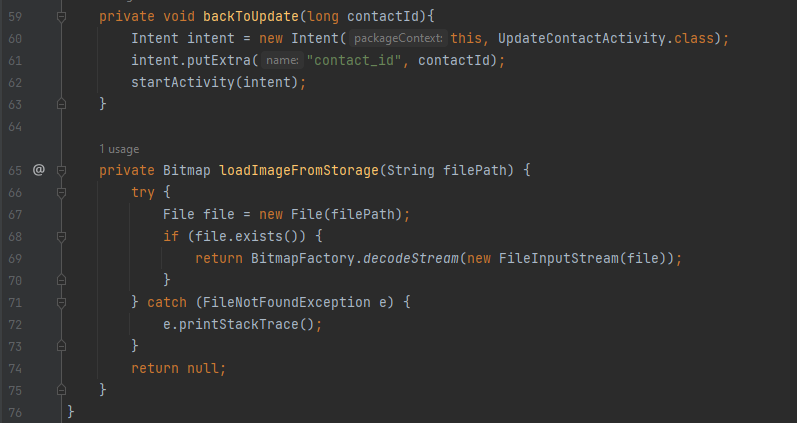 59 private void backToUpdate(long contactId){
60 Intent intent = new Intent( packageContext: this, UpdateContactActivity.class);
61 intent.putExtra( name: "contact_id", contactId);
62 startActivity(intent);
63 }
64
1 usage
65 @ private Bitmap loadImageFromStorage(String filePath) {
66 try {
67 File file = new File(filePath);
68 if (file.exists()) {
69 return BitmapFactory.decodeStream(new FileInputStream(file));
70 }
71 } catch (FileNotFoundException e) {
72 e.printStackTrace();
73 }
74 return null;
75 }
76 }